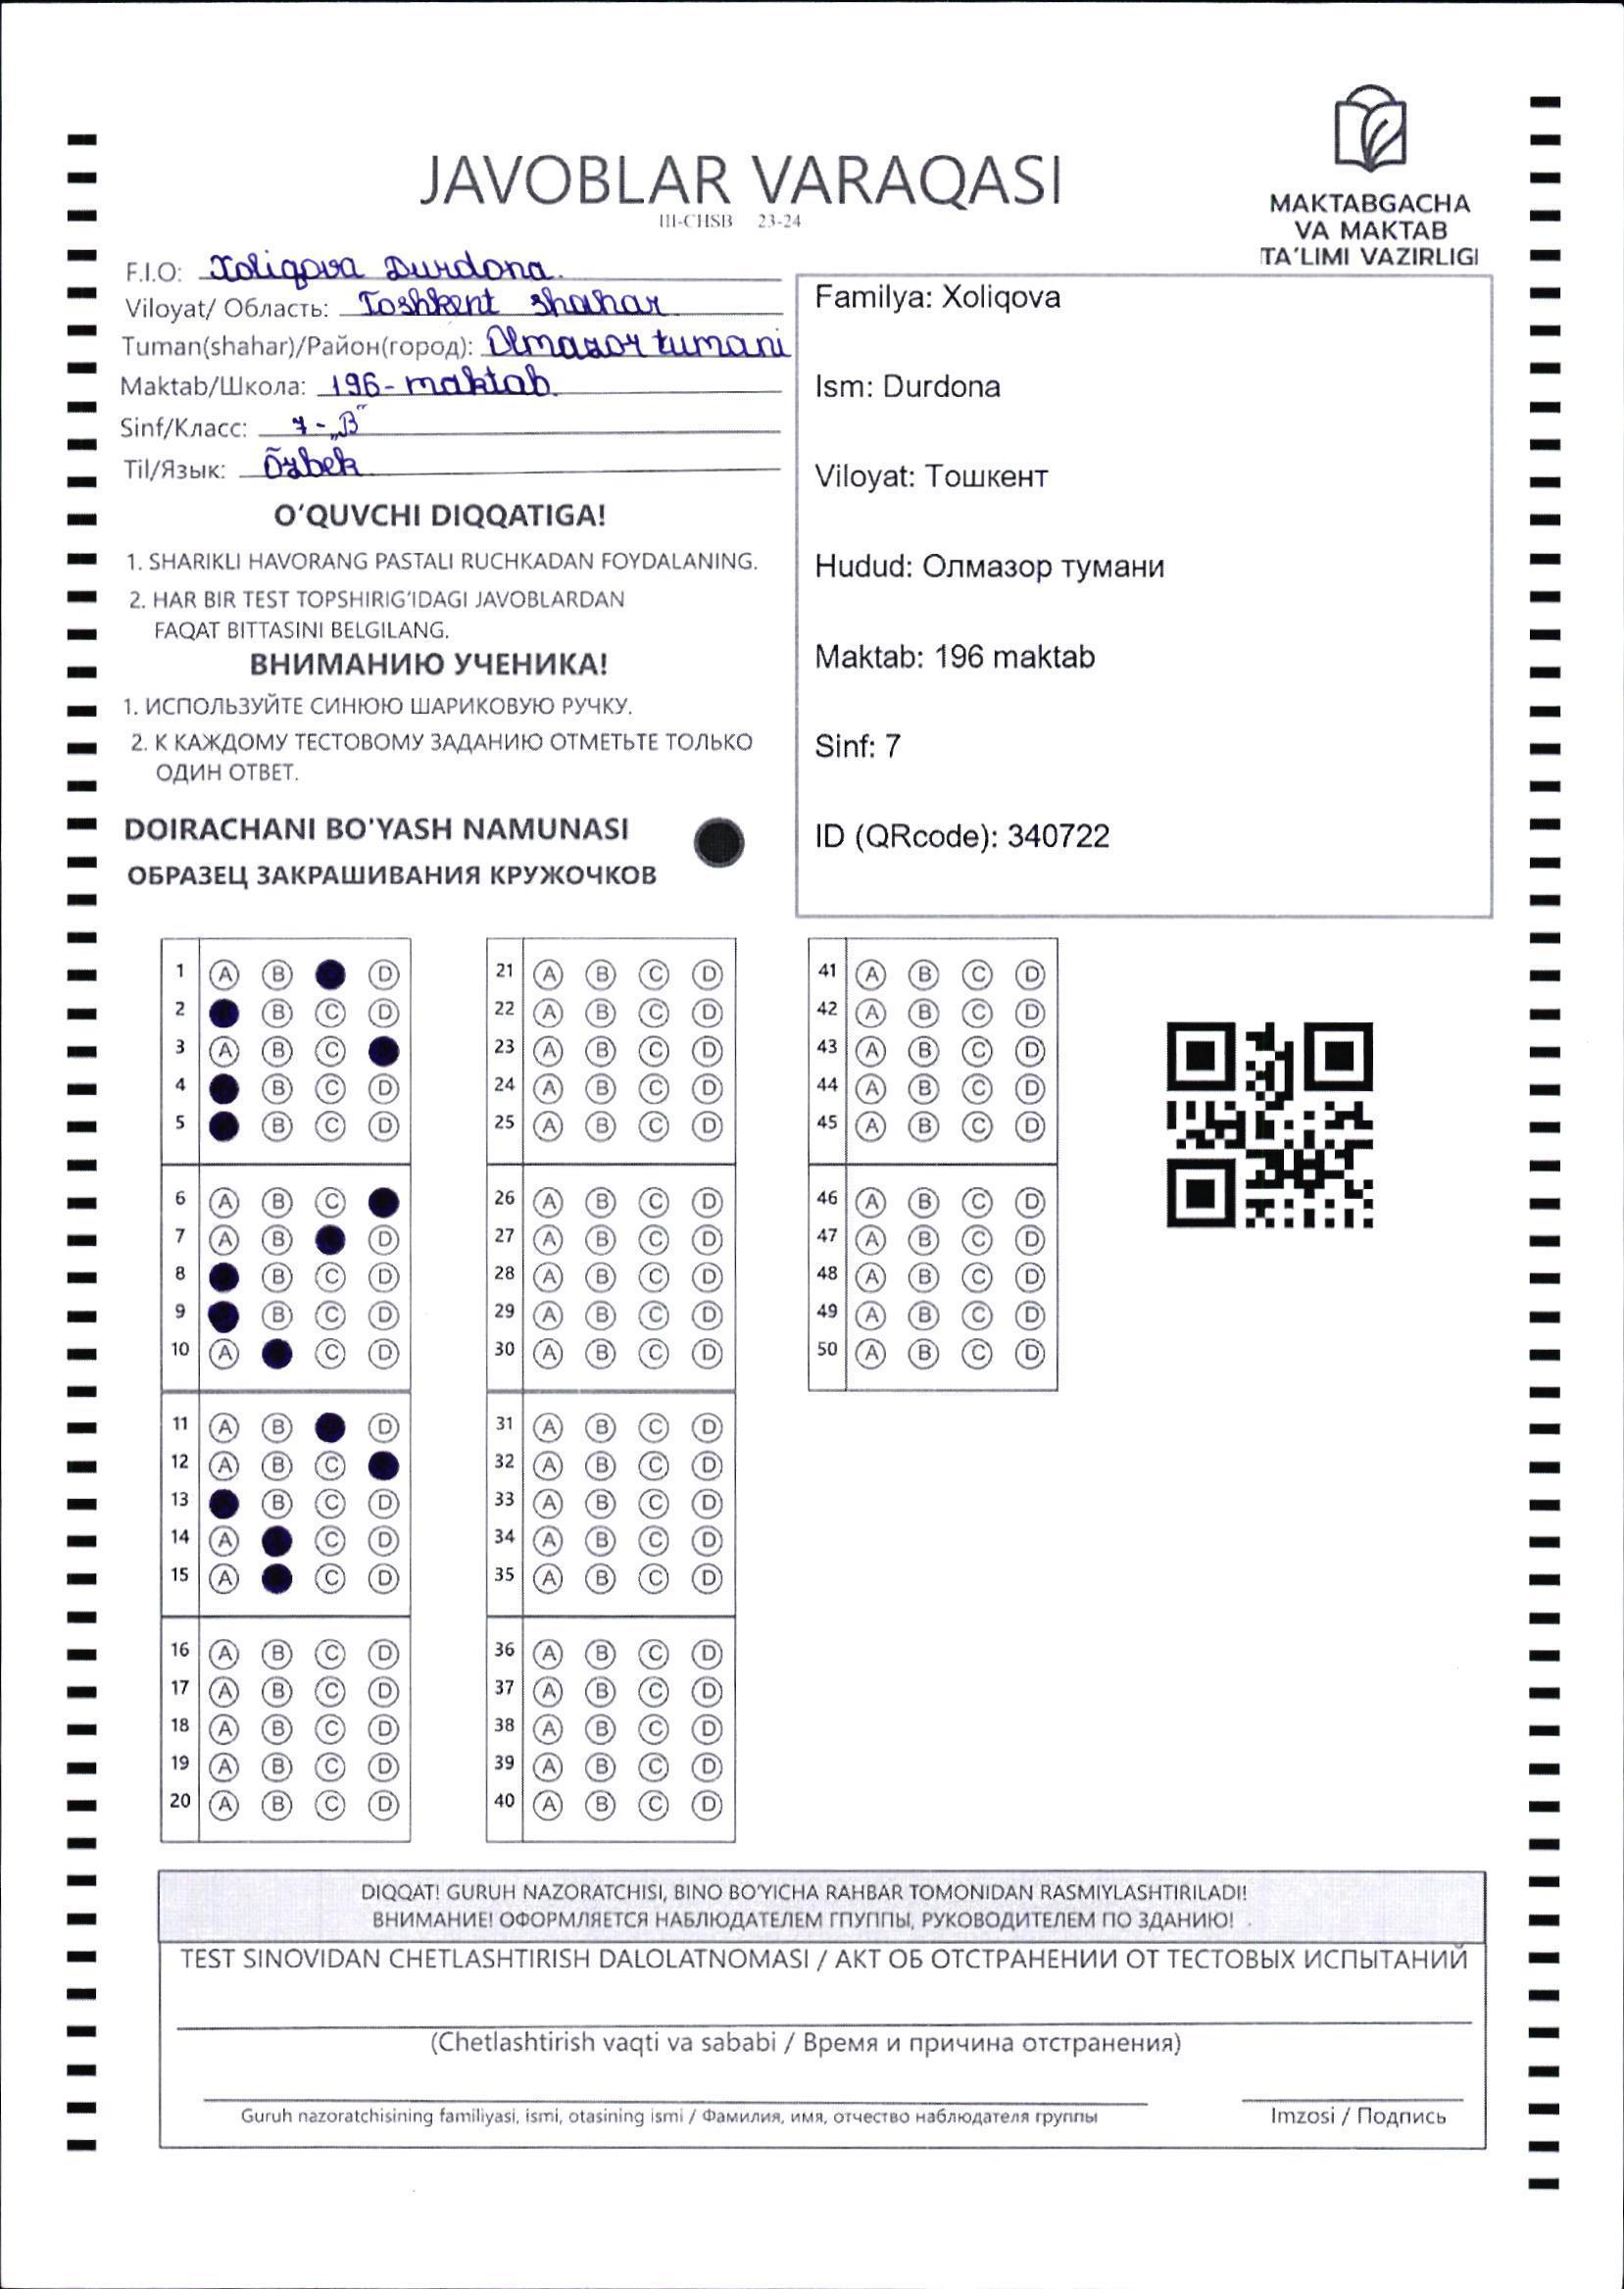 JAVOBLAR VARAQASI
III-CHSB 23-24
MAKTABGACHA
VA MAKTAB
TA'LIMI VAZIRLIGI
F.I.O: Xoliqova Durdona.
Viloyat/ Область: Toshkent shahar
Tuman(shahar)/Район(город): Olmazor tumani
Maktab/Школа: 196-maktab.
Sinf/Класс: 7-„B"
Til/Язык: Õzbek
O'QUVCHI DIQQATIGA!
1. SHARIKLI HAVORANG PASTALI RUCHKADAN FOYDALANING.
2. HAR BIR TEST TOPSHIRIG'IDAGI JAVOBLARDAN
FAQAT BITTASINI BELGILANG.
ВНИМАНИЮ УЧЕНИКА!
1. ИСПОЛЬЗУЙТЕ СИНЮЮ ШАРИКОВУЮ РУЧКУ.
2. К КАЖДОМУ ТЕСТОВОМУ ЗАДАНИЮ ОТМЕТЬТЕ ТОЛЬКО
ОДИН ОТВЕТ.
DOIRACHANI BO'YASH NAMUNASI
ОБРАЗЕЦ ЗАКРАШИВАНИЯ КРУЖОЧКОВ
Familya: Xoliqova
Ism: Durdona
Viloyat: Тошкент
Hudud: Олмазор тумани
Maktab: 196 maktab
Sinf: 7
ID (QRcode): 340722
1 A B D
2 B C D
3 A B C
4 B C D
5 B C D
6 A B C
7 A B D
8 B C D
9 B C D
10 A C D
11 A B D
12 A B C
13 B C D
14 A C D
15 A C D
16 A B C D
17 A B C D
18 A B C D
19 A B C D
20 A B C D
21 A B C D
22 A B C D
23 A B C D
24 A B C D
25 A B C D
26 A B C D
27 A B C D
28 A B C D
29 A B C D
30 A B C D
31 A B C D
32 A B C D
33 A B C D
34 A B C D
35 A B C D
36 A B C D
37 A B C D
38 A B C D
39 A B C D
40 A B C D
41 A B C D
42 A B C D
43 A B C D
44 A B C D
45 A B C D
46 A B C D
47 A B C D
48 A B C D
49 A B C D
50 A B C D
DIQQAT! GURUH NAZORATCHISI, BINO BO'YICHA RAHBAR TOMONIDAN RASMIYLASHTIRILADI!
ВНИМАНИЕ! ОФОРМЛЯЕТСЯ НАБЛЮДАТЕЛЕМ ГПУППЫ, РУКОВОДИТЕЛЕМ ПО ЗДАНИЮ!
TEST SINOVIDAN CHETLASHTIRISH DALOLATNOMASI / АКТ ОБ ОТСТРАНЕНИИ ОТ ТЕСТОВЫХ ИСПЫТАНИЙ
(Chetlashtirish vaqti va sababi / Время и причина отстранения)
Guruh nazoratchisining familiyasi, ismi, otasining ismi / Фамилия, имя, отчество наблюдателя группы
Imzosi / Подпись